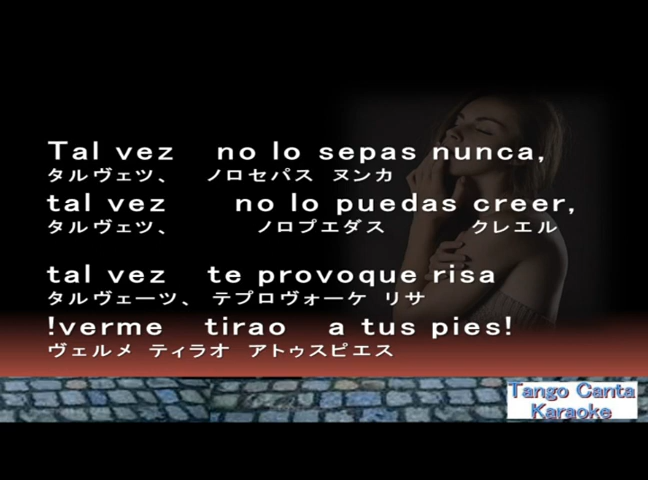 Tal vez no lo sepas nunca,
タルヴェツ、 ノロセパス ヌンカ
tal vez no lo puedas creer,
タルヴェツ、 ノロプエダス クレエル
tal vez te provoque risa
タルヴェーツ、 テプロヴォーケ リサ
!verme tirao a tus pies!
ヴェルメ ティラオ アトゥスピエス
Tango Canta
Karaoke